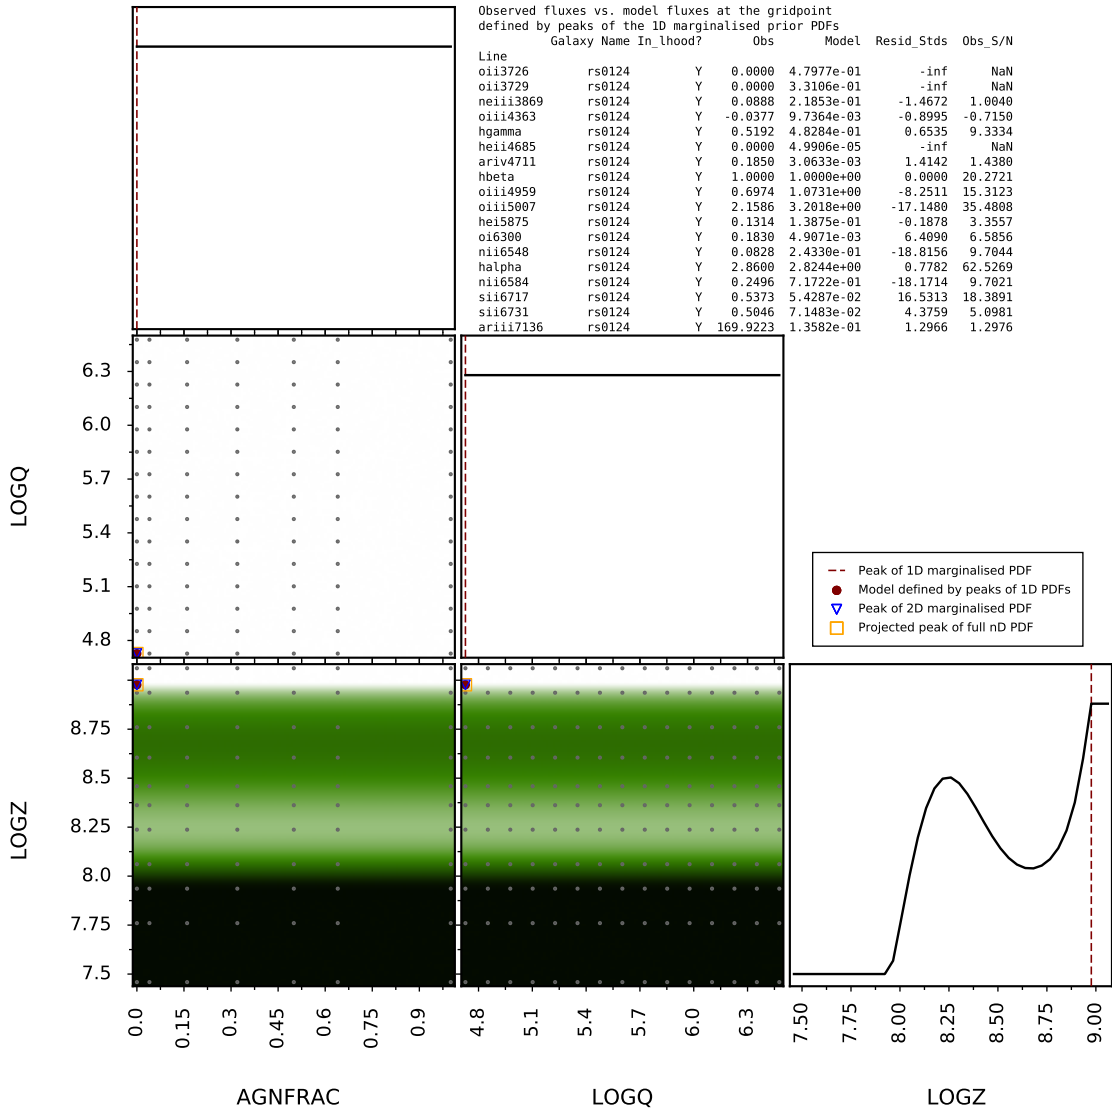 Observed fluxes vs. model fluxes at the gridpoint
defined by peaks of the 1D marginalised prior PDFs
Galaxy Name In_lhood? Obs Model Resid_Stds Obs_S/N
Line
oii3726 rs0124 Y 0.0000 4.7977e-01 -inf NaN
oii3729 rs0124 Y 0.0000 3.3106e-01 -inf NaN
neiii3869 rs0124 Y 0.0888 2.1853e-01 -1.4672 1.0040
oiii4363 rs0124 Y -0.0377 9.7364e-03 -0.8995 -0.7150
hgamma rs0124 Y 0.5192 4.8284e-01 0.6535 9.3334
heii4685 rs0124 Y 0.0000 4.9906e-05 -inf NaN
ariv4711 rs0124 Y 0.1850 3.0633e-03 1.4142 1.4380
hbeta rs0124 Y 1.0000 1.0000e+00 0.0000 20.2721
oiii4959 rs0124 Y 0.6974 1.0731e+00 -8.2511 15.3123
oiii5007 rs0124 Y 2.1586 3.2018e+00 -17.1480 35.4808
hei5875 rs0124 Y 0.1314 1.3875e-01 -0.1878 3.3557
oi6300 rs0124 Y 0.1830 4.9071e-03 6.4090 6.5856
nii6548 rs0124 Y 0.0828 2.4330e-01 -18.8156 9.7044
halpha rs0124 Y 2.8600 2.8244e+00 0.7782 62.5269
nii6584 rs0124 Y 0.2496 7.1722e-01 -18.1714 9.7021
sii6717 rs0124 Y 0.5373 5.4287e-02 16.5313 18.3891
sii6731 rs0124 Y 0.5046 7.1483e-02 4.3759 5.0981
ariii7136 rs0124 Y 169.9223 1.3582e-01 1.2966 1.2976
6.3
6.0
5.7
5.4
5.1
4.8
LOGQ
Peak of 1D marginalised PDF
Model defined by peaks of 1D PDFs
Peak of 2D marginalised PDF
Projected peak of full nD PDF
8.75
8.5
8.25
8.0
7.75
7.5
LOGZ
0.0 0.15 0.3 0.45 0.6 0.75 0.9
4.8 5.1 5.4 5.7 6.0 6.3
7.50 7.75 8.00 8.25 8.50 8.75 9.00
AGNFRAC LOGQ LOGZ